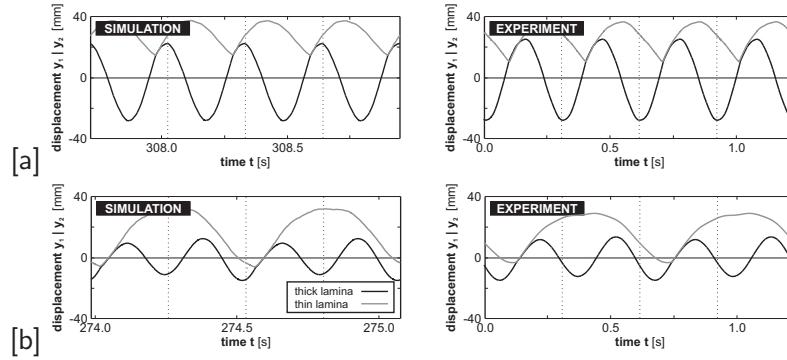 [a]
displacement y₁ | y₂ [mm]
40
0
-40
SIMULATION
308.0
308.5
time t [s]
displacement y₁ | y₂ [mm]
40
0
-40
EXPERIMENT
0.0
0.5
1.0
time t [s]
[b]
displacement y₁ | y₂ [mm]
40
0
-40
SIMULATION
thick lamina
thin lamina
274.0
274.5
275.0
time t [s]
displacement y₁ | y₂ [mm]
40
0
-40
EXPERIMENT
0.0
0.5
1.0
time t [s]